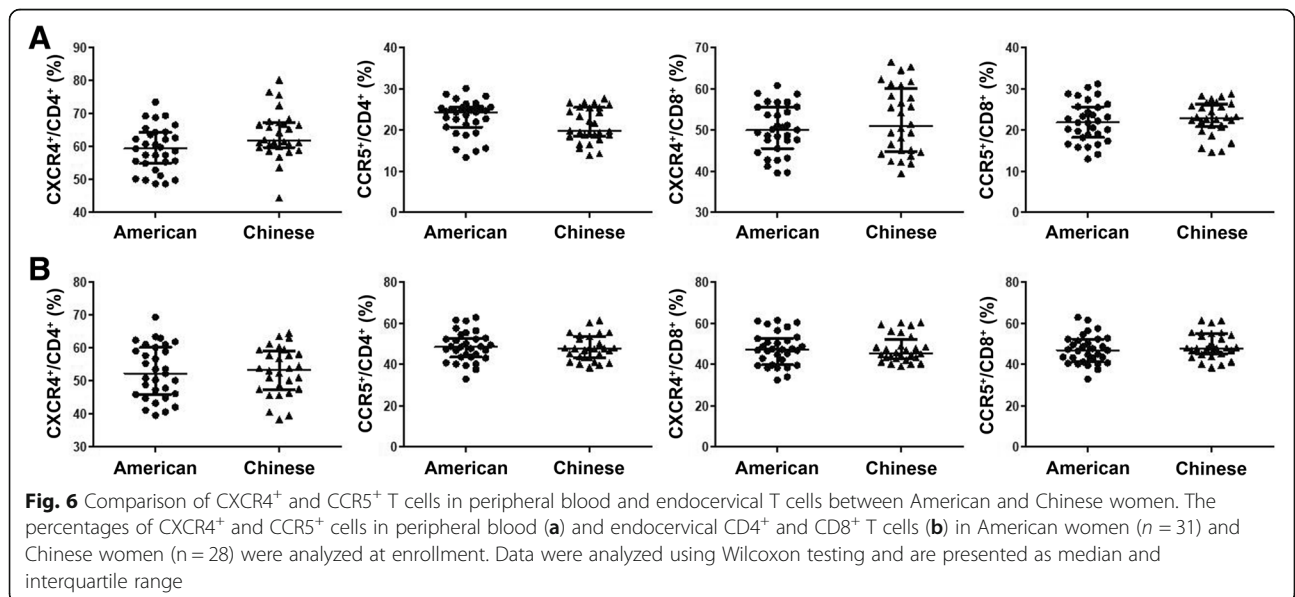 A
CXCR4⁺/CD4⁺ (%)
90
80
70
60
50
40
American Chinese
CCR5⁺/CD4⁺ (%)
40
30
20
10
0
American Chinese
CXCR4⁺/CD8⁺ (%)
70
60
50
40
30
American Chinese
CCR5⁺/CD8⁺ (%)
40
30
20
10
0
American Chinese
B
CXCR4⁺/CD4⁺ (%)
80
70
60
50
40
30
American Chinese
CCR5⁺/CD4⁺ (%)
80
60
40
20
0
American Chinese
CXCR4⁺/CD8⁺ (%)
80
60
40
20
0
American Chinese
CCR5⁺/CD8⁺ (%)
80
60
40
20
0
American Chinese
Fig. 6 Comparison of CXCR4⁺ and CCR5⁺ T cells in peripheral blood and endocervical T cells between American and Chinese women. The
percentages of CXCR4⁺ and CCR5⁺ cells in peripheral blood (a) and endocervical CD4⁺ and CD8⁺ T cells (b) in American women (n = 31) and
Chinese women (n = 28) were analyzed at enrollment. Data were analyzed using Wilcoxon testing and are presented as median and
interquartile range